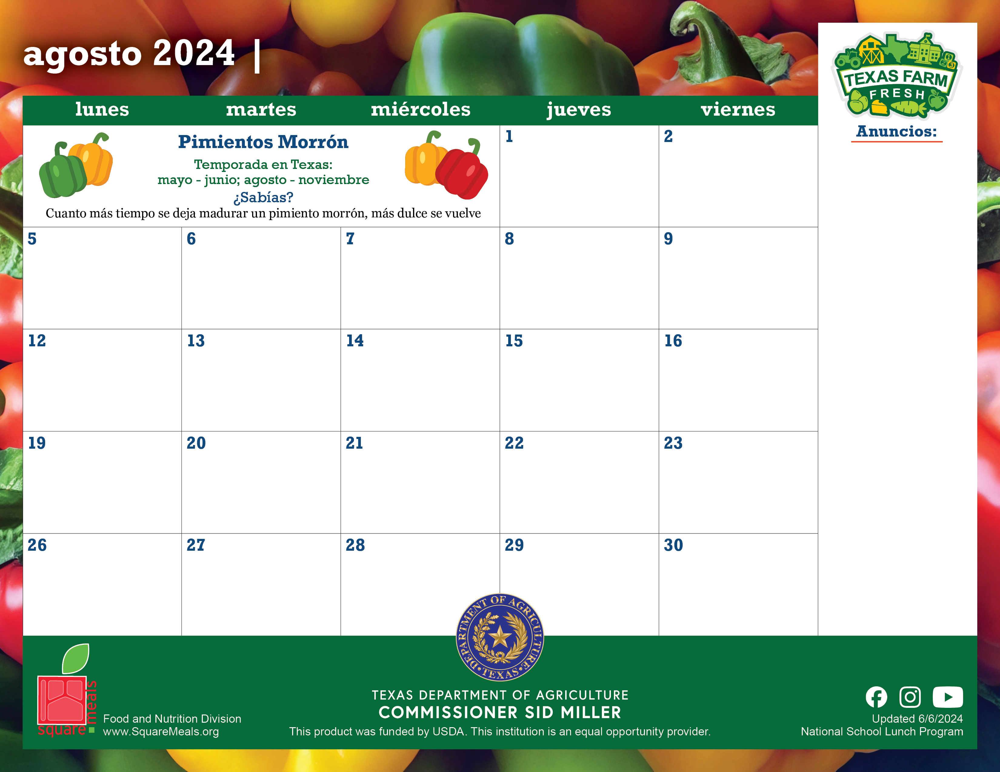 agosto 2024 |
TEXAS FARM
FRESH
1
2
3
Anuncios:
lunes martes miércoles jueves viernes
Pimientos Morrón
Temporada en Texas:
mayo - junio; agosto - noviembre
¿Sabías?
Cuanto más tiempo se deja madurar un pimiento morrón, más dulce se vuelve
1 2
5 6 7 8 9
12 13 14 15 16
19 20 21 22 23
26 27 28 29 30
DEPARTMENT OF AGRICULTURE
TEXAS
square meals
Food and Nutrition Division
www.SquareMeals.org
TEXAS DEPARTMENT OF AGRICULTURE
COMMISSIONER SID MILLER
This product was funded by USDA. This institution is an equal opportunity provider.
Updated 6/6/2024
National School Lunch Program